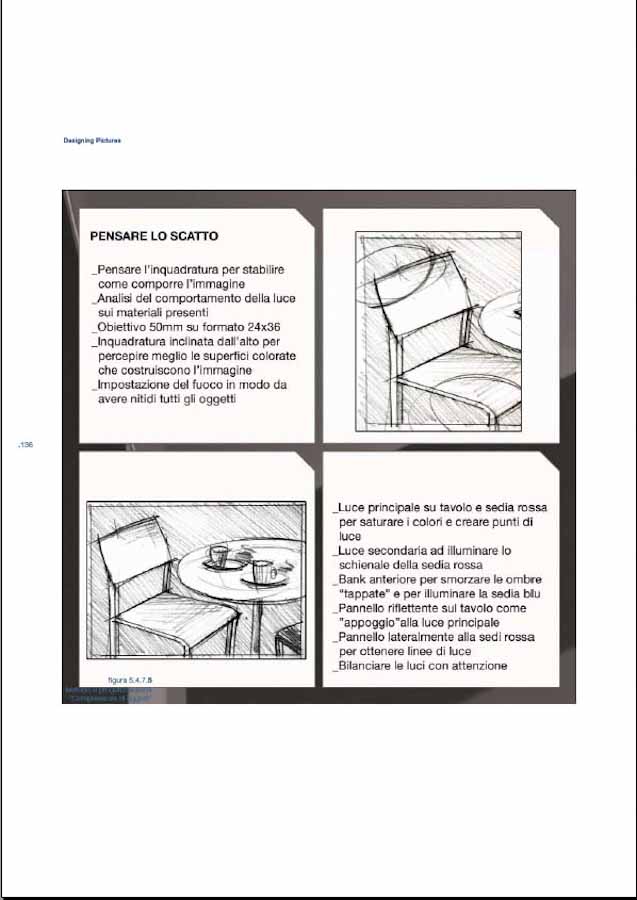 Designing Pictures
PENSARE LO SCATTO
_Pensare l'inquadratura per stabilire
come comporre l'immagine
_Analisi del comportamento della luce
sui materiali presenti
_Obiettivo 50mm su formato 24x36
_Inquadratura inclinata dall'alto per
percepire meglio le superfici colorate
che costruiscono l'immagine
_Impostazione del fuoco in modo da
avere nitidi tutti gli oggetti
.136
_Luce principale su tavolo e sedia rossa
per saturare i colori e creare punti di
luce
_Luce secondaria ad illuminare lo
schienale della sedia rossa
_Bank anteriore per smorzare le ombre
"tappate" e per illuminare la sedia blu
_Pannello riflettente sul tavolo come
"appoggio"alla luce principale
_Pannello lateralmente alla sedi rossa
per ottenere linee di luce
_Bilanciare le luci con attenzione
figura 5.4.7.8